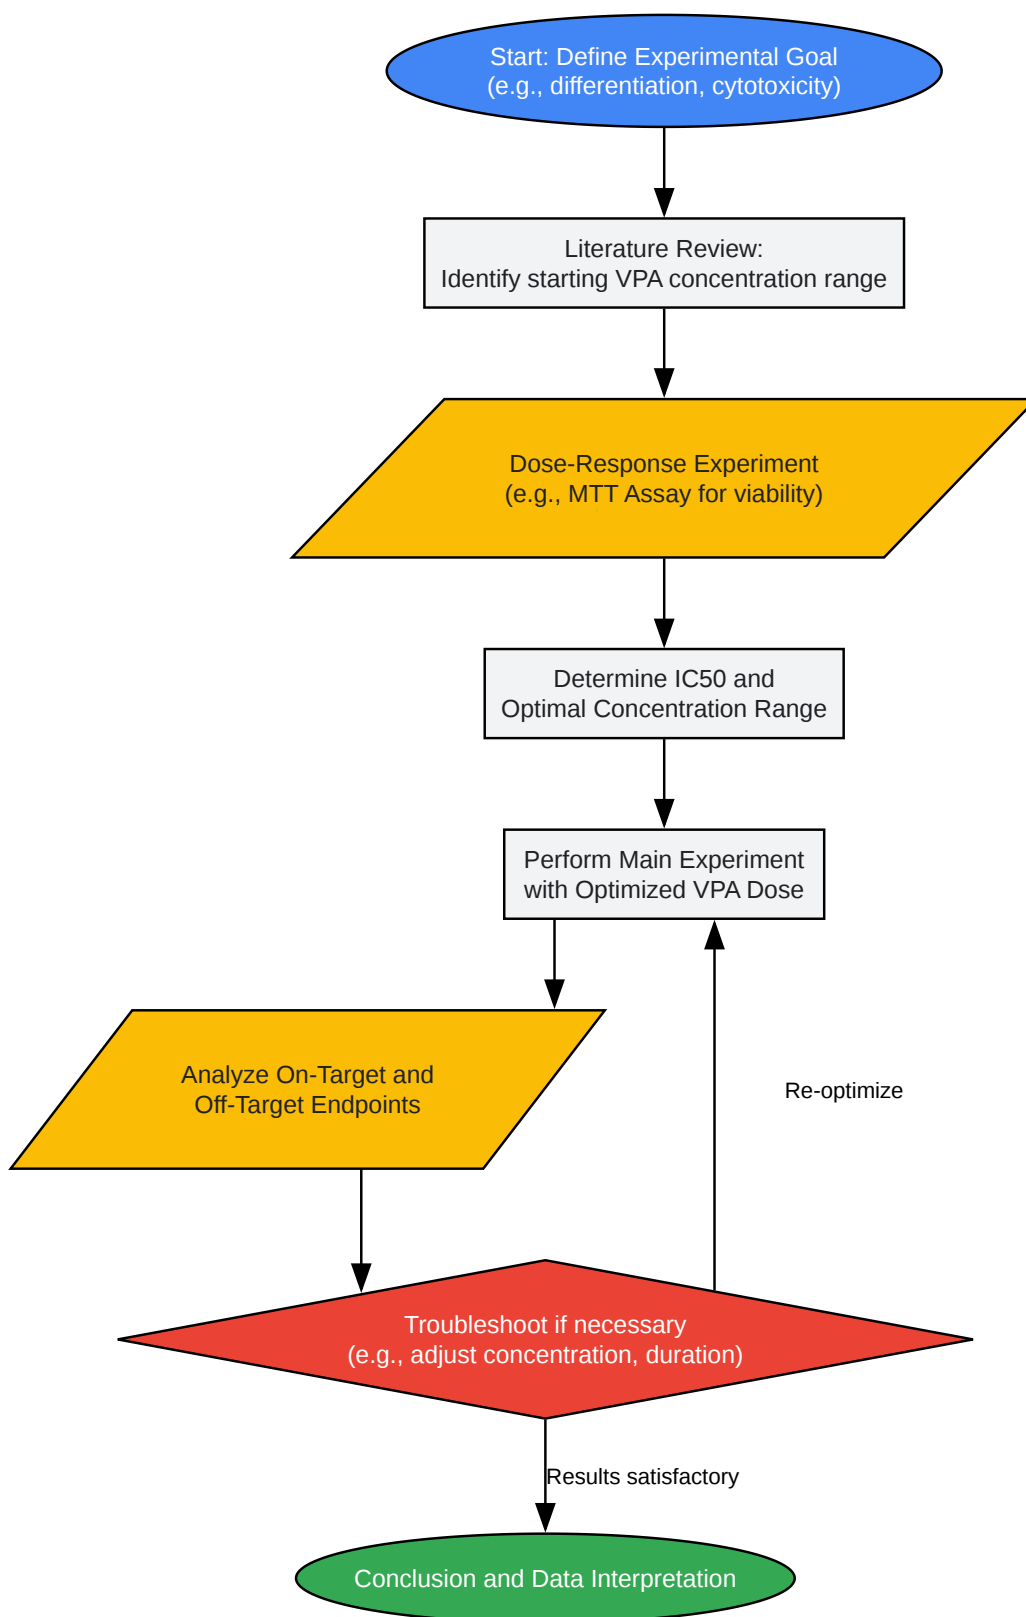 Start: Define Experimental Goal
(e.g., differentiation, cytotoxicity)
Literature Review:
Identify starting VPA concentration range
Dose-Response Experiment
(e.g., MTT Assay for viability)
Determine IC50 and
Optimal Concentration Range
Perform Main Experiment
with Optimized VPA Dose
Analyze On-Target and
Off-Target Endpoints
Re-optimize
Troubleshoot if necessary
(e.g., adjust concentration, duration)
Results satisfactory
Conclusion and Data Interpretation